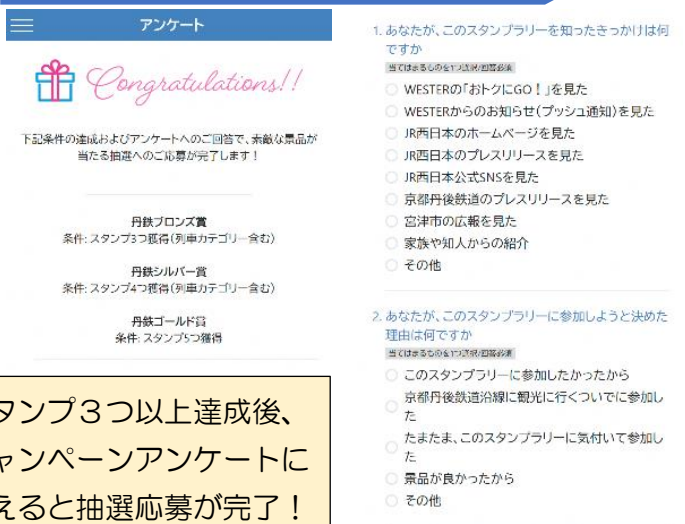 アンケート
Congratulations!!
下記条件の達成およびアンケートへのご回答で、素敵な景品が
当たる抽選へのご応募が完了します！
丹鉄ブロンズ賞
条件: スタンプ3つ獲得(列車カテゴリー含む)
丹鉄シルバー賞
条件: スタンプ4つ獲得(列車カテゴリー含む)
丹鉄ゴールド賞
条件: スタンプ5つ獲得
タンプ３つ以上達成後、
ャンペーンアンケートに
えると抽選応募が完了！
1. あなたが、このスタンプラリーを知ったきっかけは何
ですか
当てはまるものを1つ選択/回答必須
WESTERの「おトクにGO！」を見た
WESTERからのお知らせ(プッシュ通知)を見た
JR西日本のホームページを見た
JR西日本のプレスリリースを見た
JR西日本公式SNSを見た
京都丹後鉄道のプレスリリースを見た
宮津市の広報を見た
家族や知人からの紹介
その他
2. あなたが、このスタンプラリーに参加しようと決めた
理由は何ですか
当てはまるものを1つ選択/回答必須
このスタンプラリーに参加したかったから
京都丹後鉄道沿線に観光に行くついでに参加し
た
たまたま、このスタンプラリーに気付いて参加し
た
景品が良かったから
その他